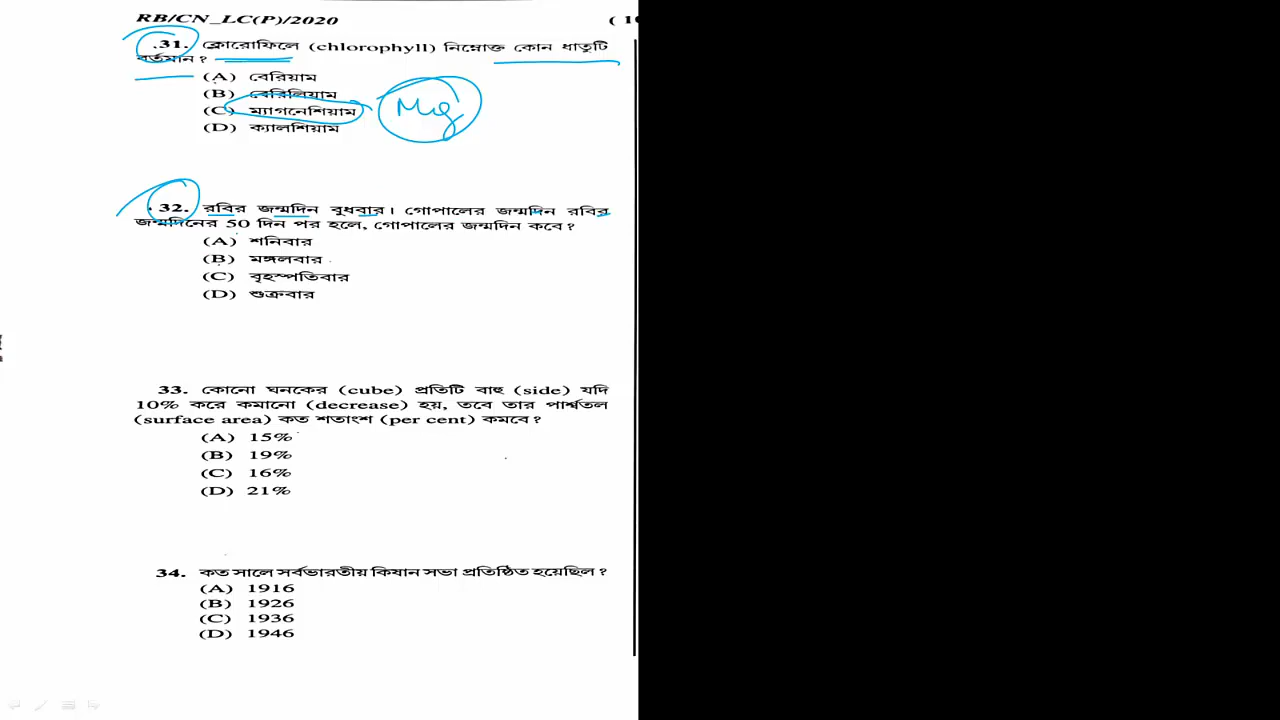 RB/CN_LC(P)/2020 ( 10
31. ক্লোরোফিলে (chlorophyll) নিম্নোক্ত কোন ধাতুটি
বর্তমান ?
(A) বেরিয়াম
(B) বেরিলিয়াম
(C) ম্যাগনেশিয়াম Mg
(D) ক্যালশিয়াম
32. রবির জন্মদিন বুধবার। গোপালের জন্মদিন রবির
জন্মদিনের 50 দিন পর হলে, গোপালের জন্মদিন কবে ?
(A) শনিবার
(B) মঙ্গলবার
(C) বৃহস্পতিবার
(D) শুক্রবার
33. কোনো ঘনকের (cube) প্রতিটি বাহু (side) যদি
10% করে কমানো (decrease) হয়, তবে তার পার্শ্বতল
(surface area) কত শতাংশ (per cent) কমবে ?
(A) 15%
(B) 19%
(C) 16%
(D) 21%
34. কত সালে সর্বভারতীয় কিষান সভা প্রতিষ্ঠিত হয়েছিল ?
(A) 1916
(B) 1926
(C) 1936
(D) 1946